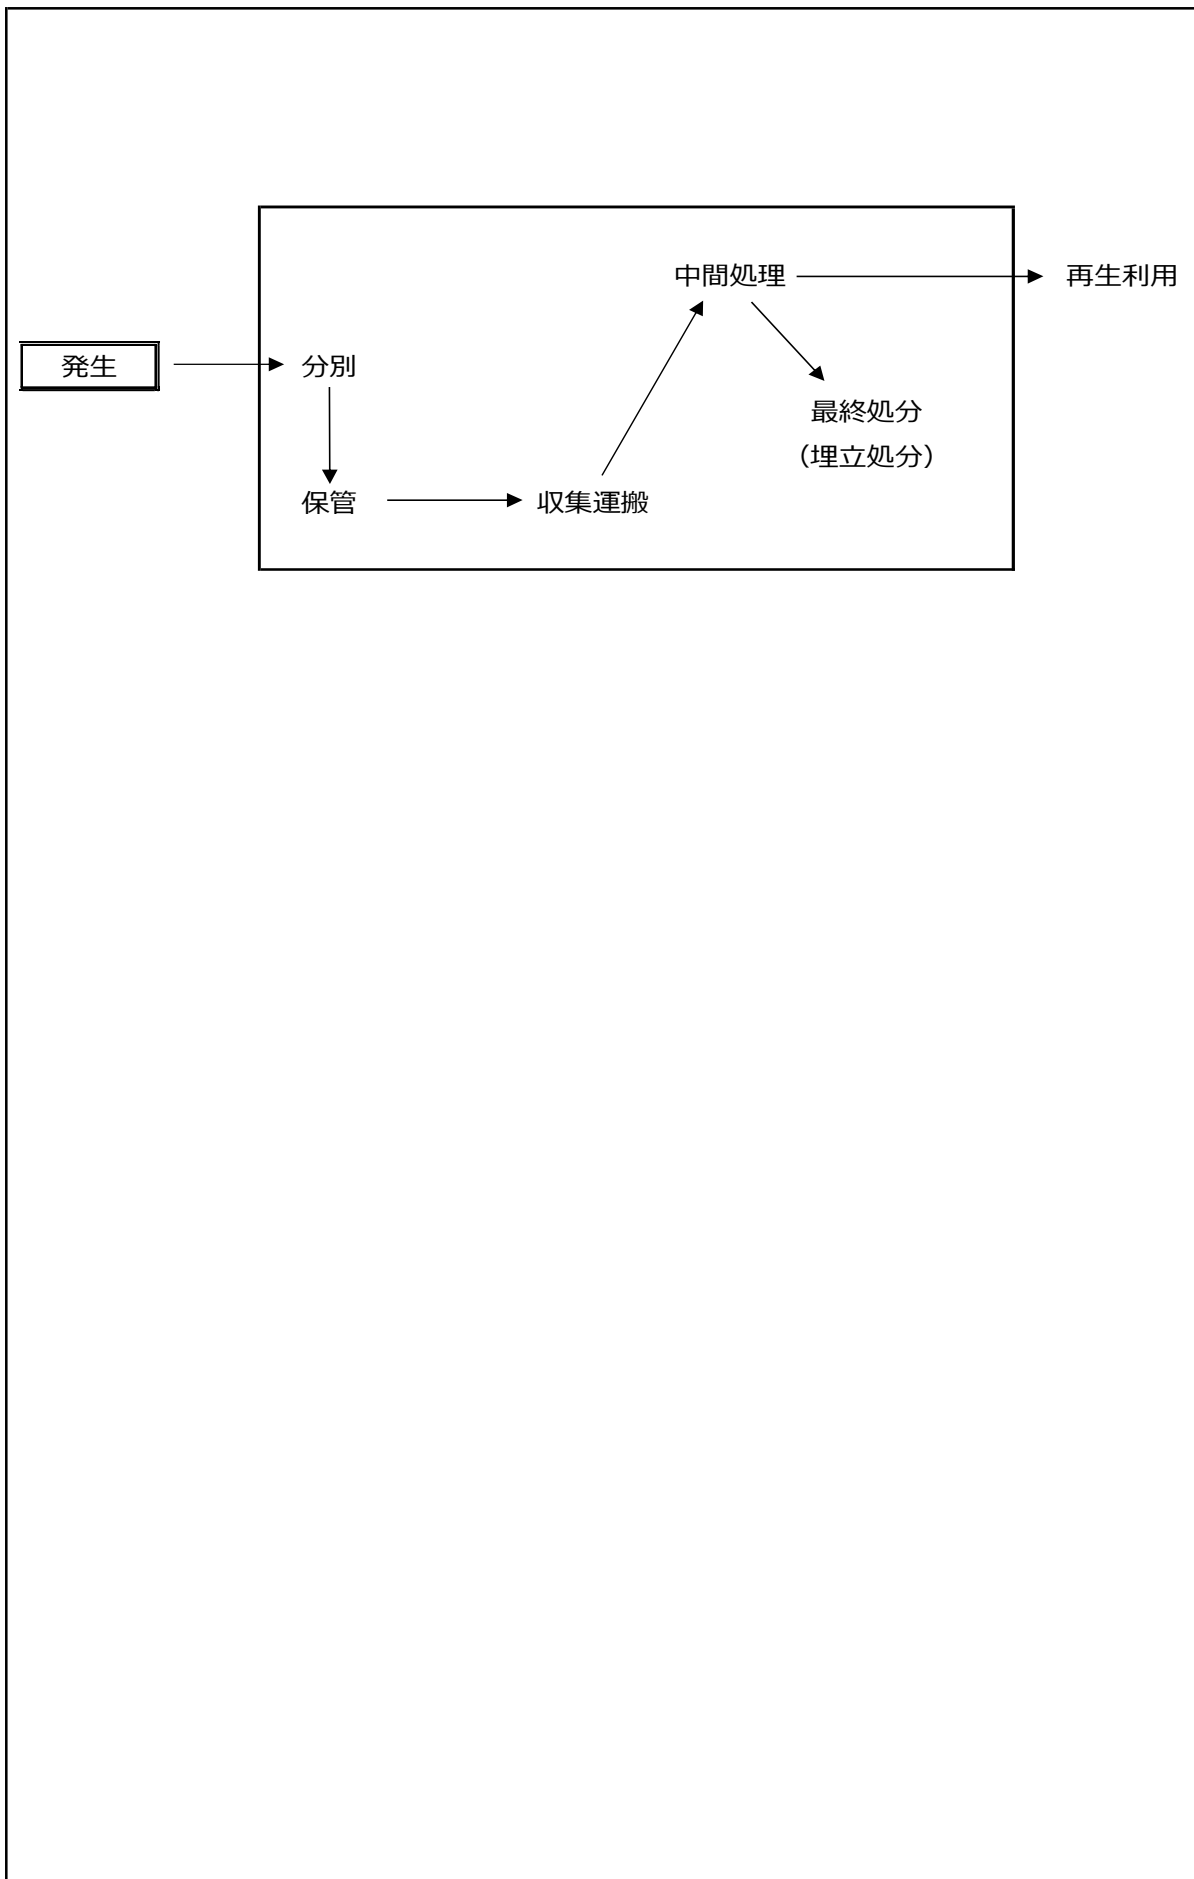 中間処理
再生利用
発生
分別
最終処分
(埋立処分)
保管
収集運搬